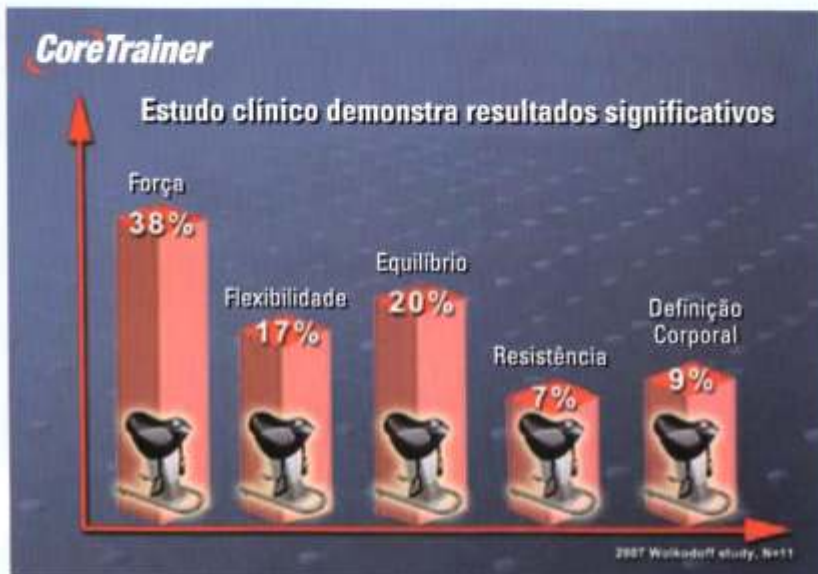 CoreTrainer
Estudo clínico demonstra resultados significativos
Força
38%
Flexibilidade
17%
Equilíbrio
20%
Resistência
7%
Definição
Corporal
9%
2007 Wolkodoff study, N=11